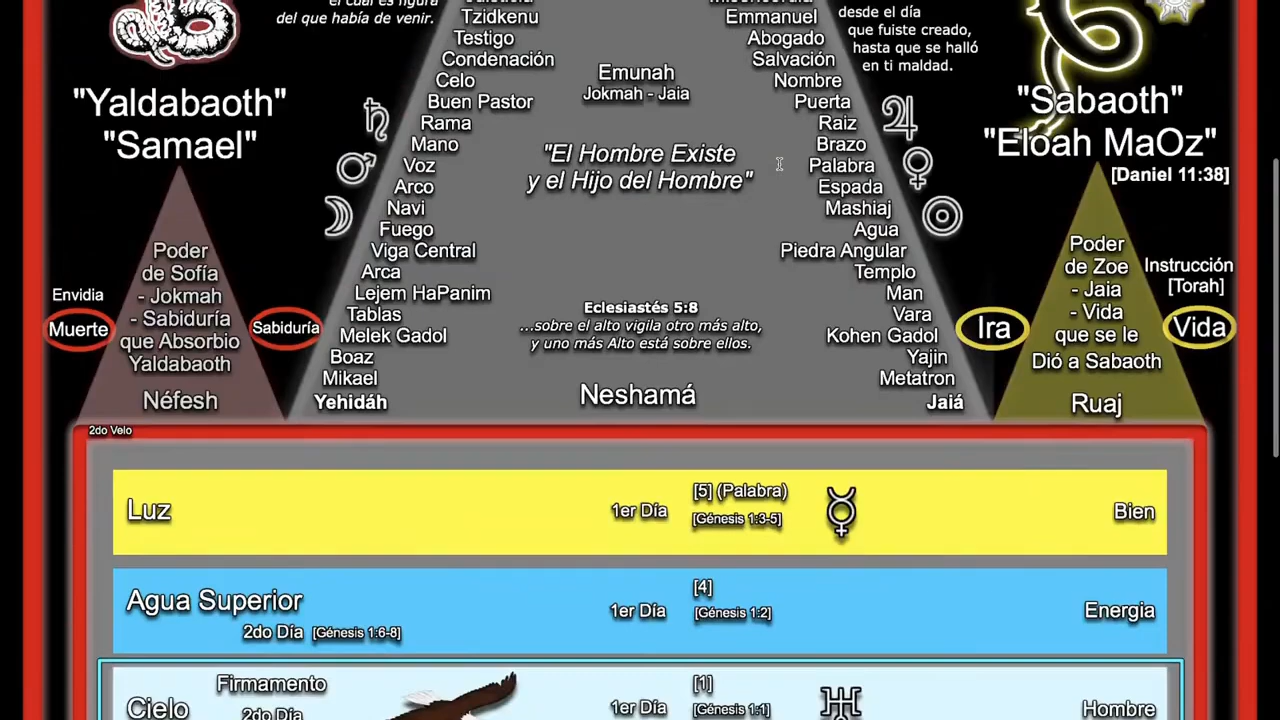 el cual es figura
del que había de venir.
Tzidkenu
Testigo
Condenación
Celo
Buen Pastor
Rama
Mano
Voz
Arco
Navi
Fuego
Viga Central
Arca
Lejem HaPanim
Tablas
Melek Gadol
Boaz
Mikael
Yehidáh
Emunah
Jokmah - Jaia
"El Hombre Existe
y el Hijo del Hombre"
Eclesiastés 5:8
...sobre el alto vigila otro más alto,
y uno más Alto está sobre ellos.
Neshamá
Emmanuel
Abogado
Salvación
Nombre
Puerta
Raiz
Brazo
Palabra
Espada
Mashiaj
Agua
Piedra Angular
Templo
Man
Vara
Kohen Gadol
Yajin
Metatron
Jaiá
desde el día
que fuiste creado,
hasta que se halló
en ti maldad.
"Yaldabaoth"
"Samael"
Poder
de Sofía
- Jokmah
- Sabiduría
que Absorbio
Yaldabaoth
Néfesh
Envidia
Muerte
Sabiduría
"Sabaoth"
"Eloah MaOz"
[Daniel 11:38]
Poder
de Zoe
- Jaia
- Vida
que se le
Dió a Sabaoth
Ruaj
Ira
Instrucción
[Torah]
Vida
2do Velo
Luz
1er Día
[5] (Palabra)
[Génesis 1:3-5]
Bien
Agua Superior
2do Día [Génesis 1:6-8]
1er Día
[4]
[Génesis 1:2]
Energia
Firmamento
Cielo
2do Día
1er Día
[1]
[Génesis 1:1]
Hombre